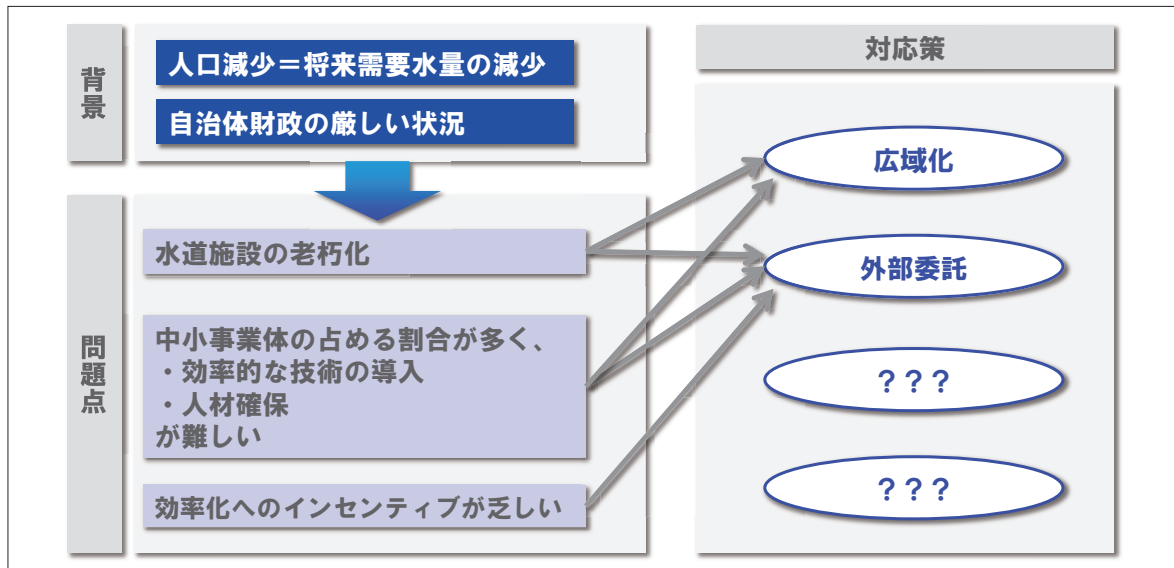 背景
人口減少＝将来需要水量の減少
自治体財政の厳しい状況
問題点
水道施設の老朽化
中小事業体の占める割合が多く、
・効率的な技術の導入
・人材確保
が難しい
効率化へのインセンティブが乏しい
対応策
広域化
外部委託
？？？
？？？